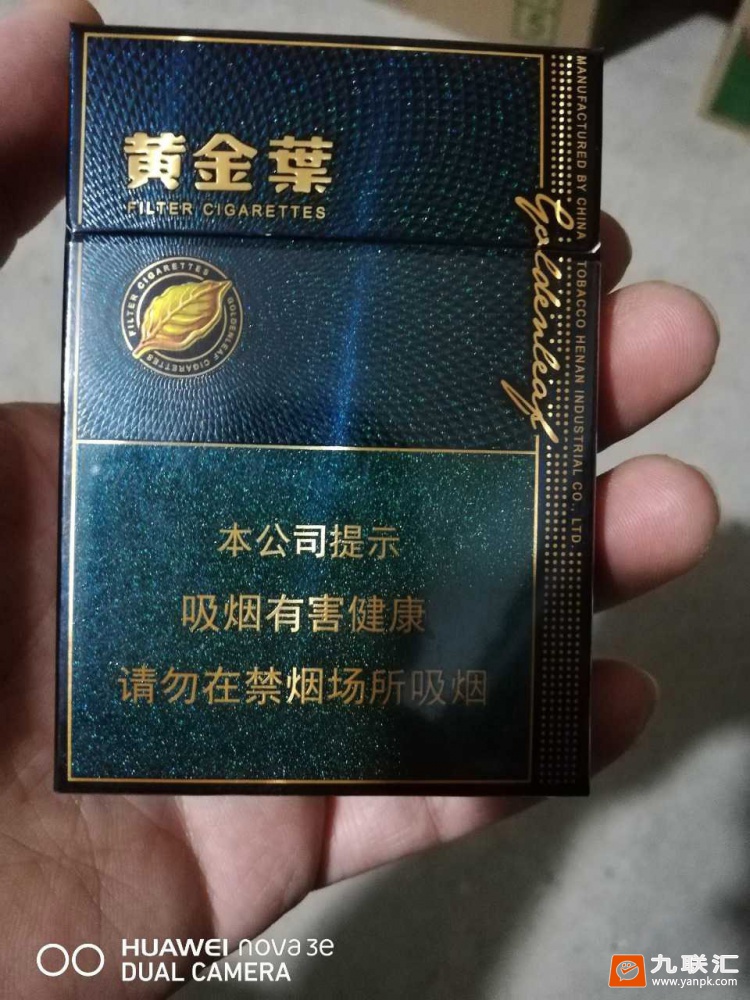 黄金葉
FILTER CIGARETTES
FILTER CIGARETTES
GOLDENLEAF CIGARETTES
Goldenleaf
MANUFACTURED BY CHINA TOBACCO HENAN INDUSTRIAL CO., LTD.
本公司提示
吸烟有害健康
请勿在禁烟场所吸烟
HUAWEI nova 3e
DUAL CAMERA
九联汇
www.yanpk.com